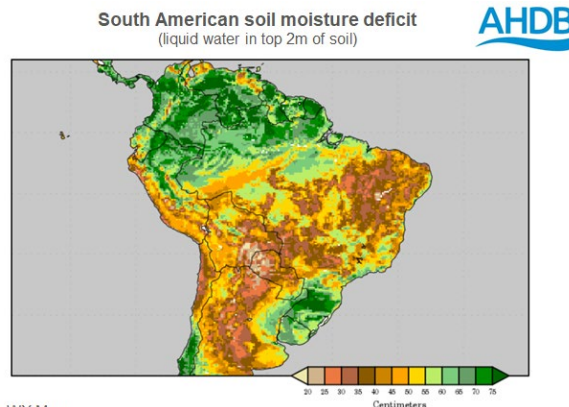 South American soil moisture deficit
(liquid water in top 2m of soil)
AHDB
20 25 30 35 40 45 50 55 60 65 70 75
Centimeters